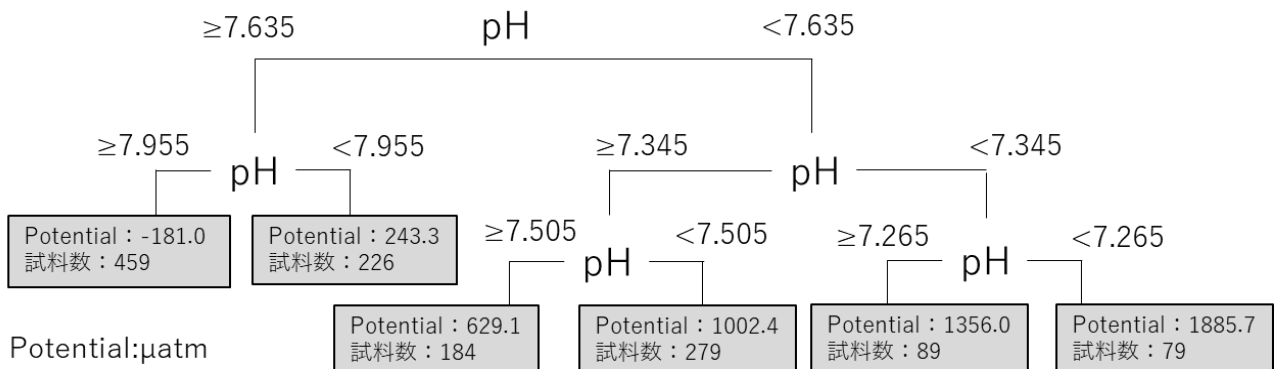 ≥7.635 pH <7.635
≥7.955 pH <7.955
≥7.345 pH <7.345
Potential：-181.0
試料数：459
Potential：243.3
試料数：226
≥7.505 pH <7.505
≥7.265 pH <7.265
Potential：629.1
試料数：184
Potential：1002.4
試料数：279
Potential：1356.0
試料数：89
Potential：1885.7
試料数：79
Potential:μatm